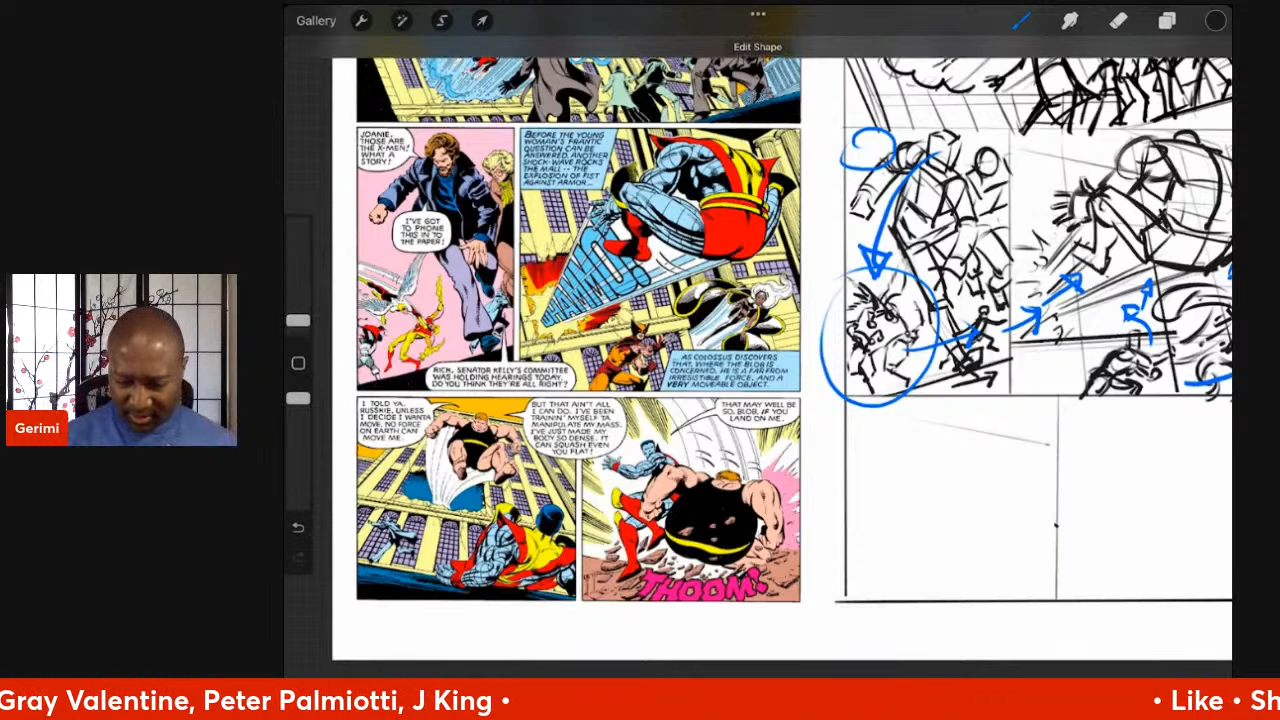 Gallery
Edit Shape
JOANIE,
THOSE ARE
THE X-MEN!
WHAT A
STORY!
I'VE GOT
TO PHONE
THIS IN TO
THE PAPER!
RICK, SENATOR KELLY'S COMMITTEE
WAS HOLDING HEARINGS TODAY.
DO YOU THINK THEY'RE ALL RIGHT?
BEFORE THE YOUNG
WOMAN'S FRANTIC
QUESTION CAN BE
ANSWERED, ANOTHER
SHOCK-WAVE ROCKS
THE MALL -- THE
EXPLOSION OF FIST
AGAINST ARMOR...
...AS COLOSSUS DISCOVERS
THAT, WHERE THE BLOB IS
CONCERNED, HE IS A FAR FROM
IRRESISTIBLE FORCE, AND A
VERY MOVEABLE OBJECT.
I TOLD YA,
RUSSKIE, UNLESS
I DECIDE I WANTA
MOVE, NO FORCE
ON EARTH CAN
MOVE ME.
BUT THAT AIN'T ALL
I CAN DO. I'VE BEEN
TRAININ' MYSELF TA
MANIPULATE MY MASS.
I'VE JUST MADE MY
BODY SO DENSE, IT
CAN SQUASH EVEN
YOU FLAT!
THAT MAY WELL BE
SO, BLOB, IF YOU
LAND ON ME.
THOOM!
Gerimi
Gray Valentine, Peter Palmiotti, J King •
• Like • Sh